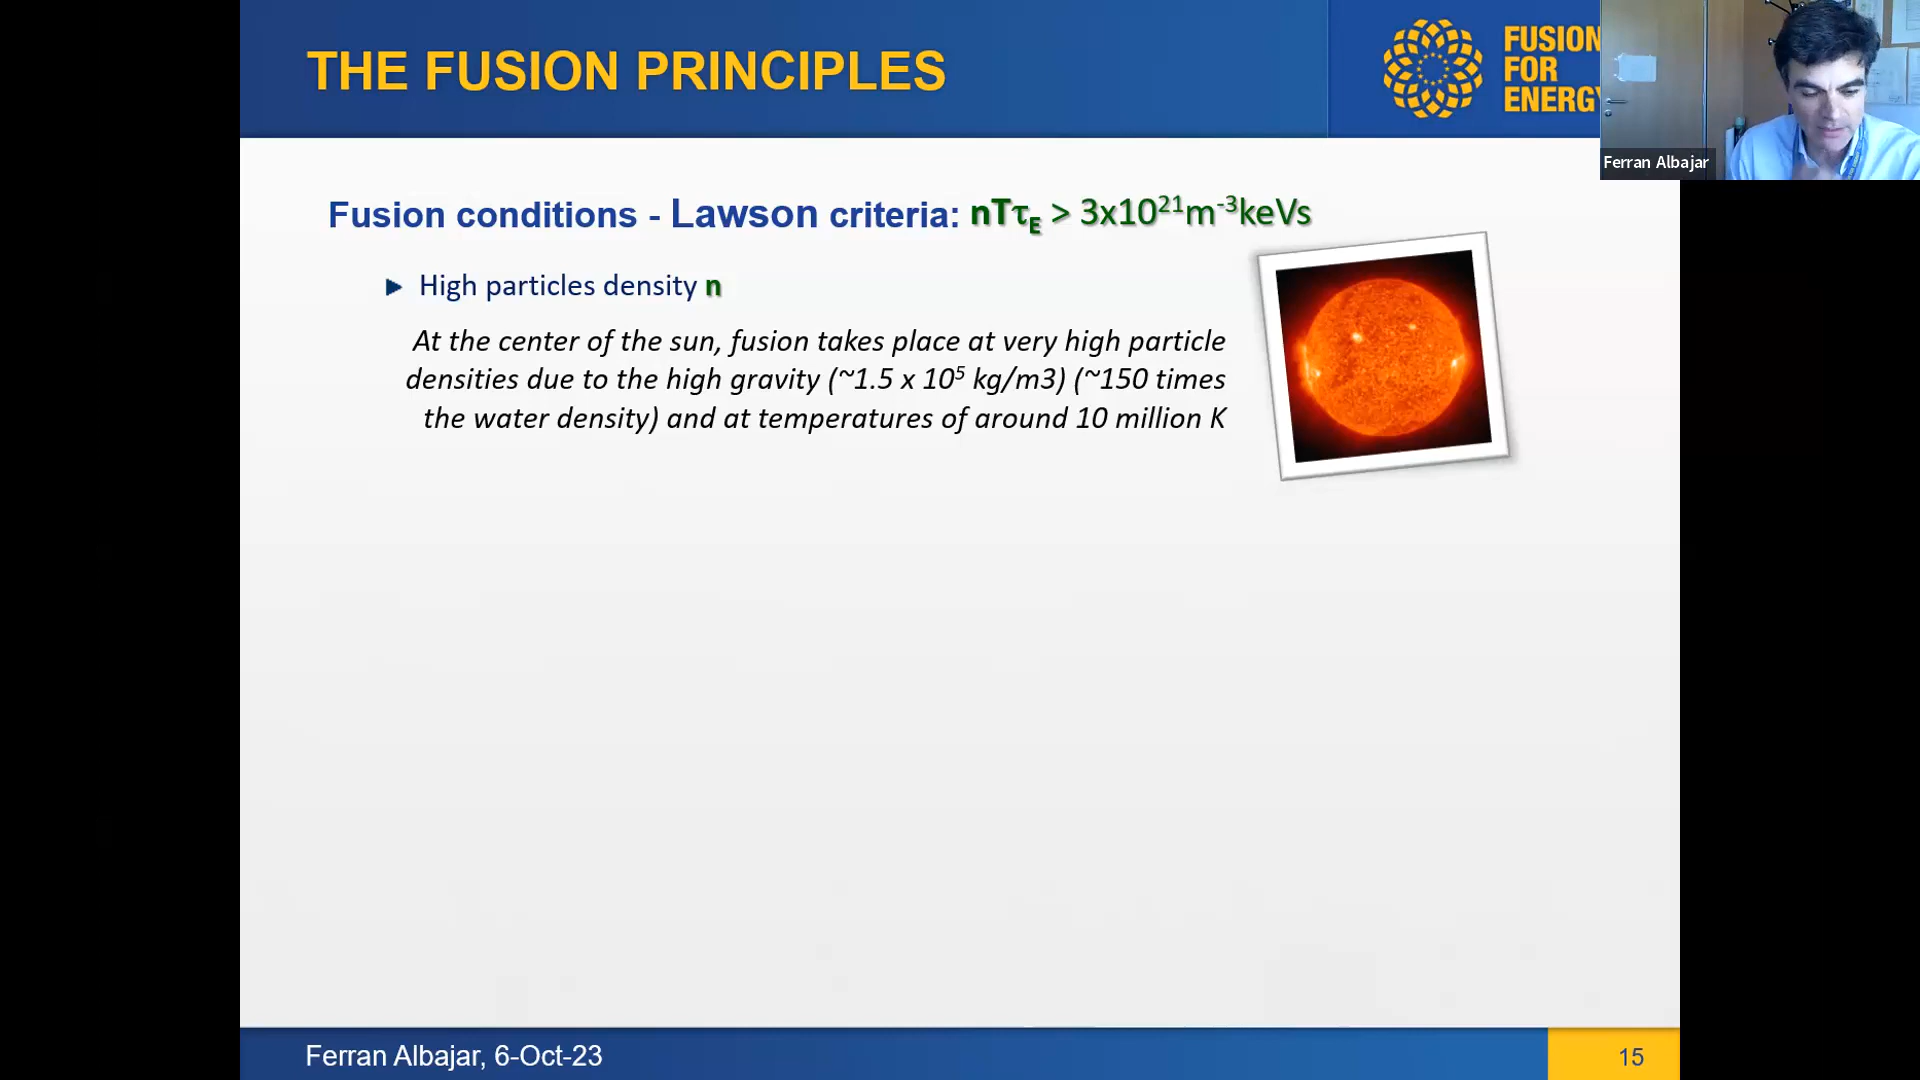 THE FUSION PRINCIPLES
FUSION
FOR
ENERGY
Ferran Albajar
Fusion conditions - Lawson criteria: nTτ_E > 3x10²¹m⁻³keVs
► High particles density n
At the center of the sun, fusion takes place at very high particle
densities due to the high gravity (~1.5 x 10⁵ kg/m3) (~150 times
the water density) and at temperatures of around 10 million K
Ferran Albajar, 6-Oct-23
15